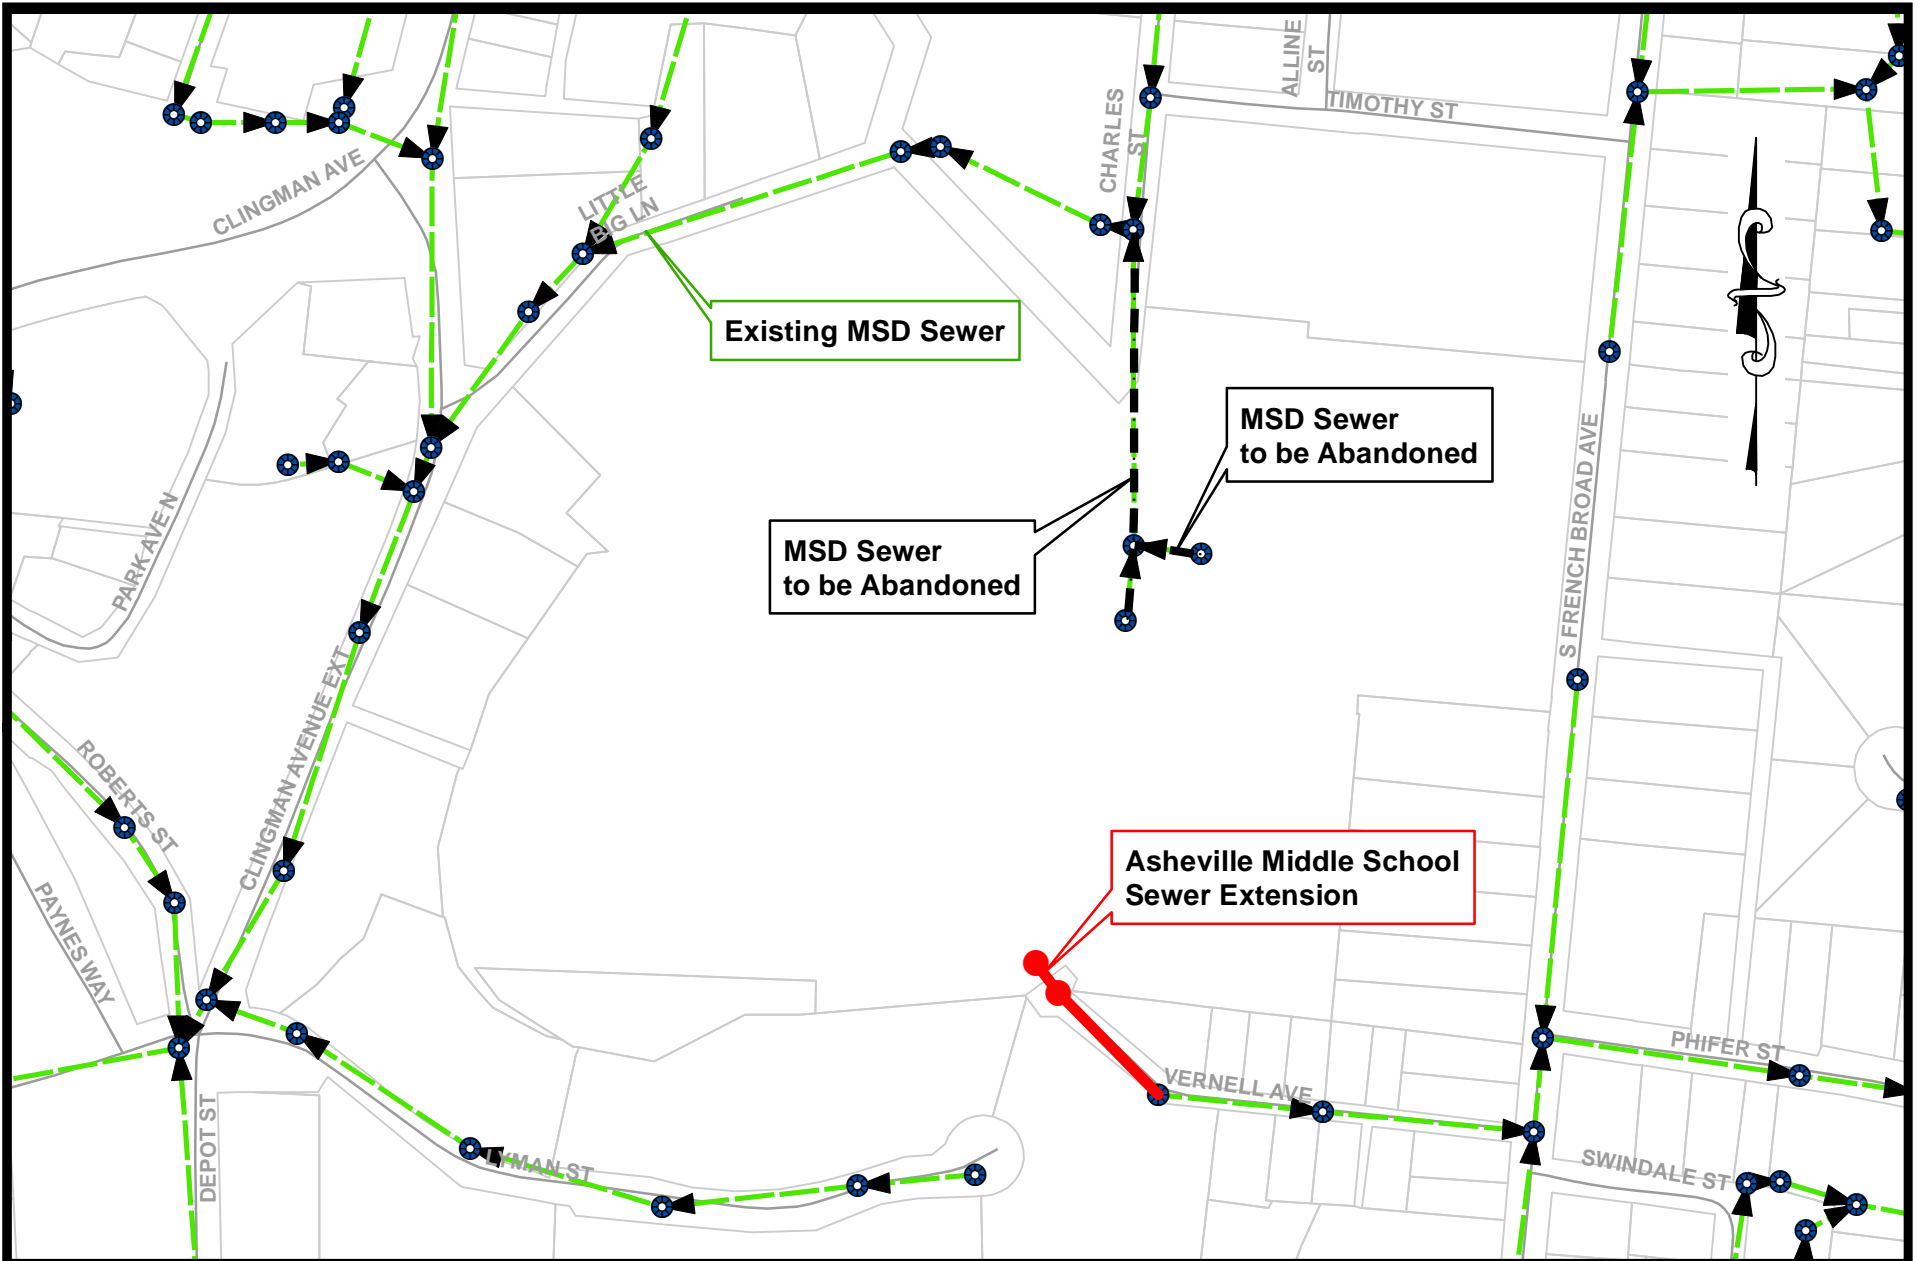 ALLINE
ST
CHARLES
ST
TIMOTHY ST
CLINGMAN AVE
LITTLE
BIG LN
Existing MSD Sewer
MSD Sewer
to be Abandoned
MSD Sewer
to be Abandoned
S FRENCH BROAD AVE
PARK AVE N
CLINGMAN AVENUE EXT
ROBERTS ST
PAYNES WAY
Asheville Middle School
Sewer Extension
PHIFER ST
VERNELL AVE
DEPOT ST
LYMAN ST
SWINDALE ST